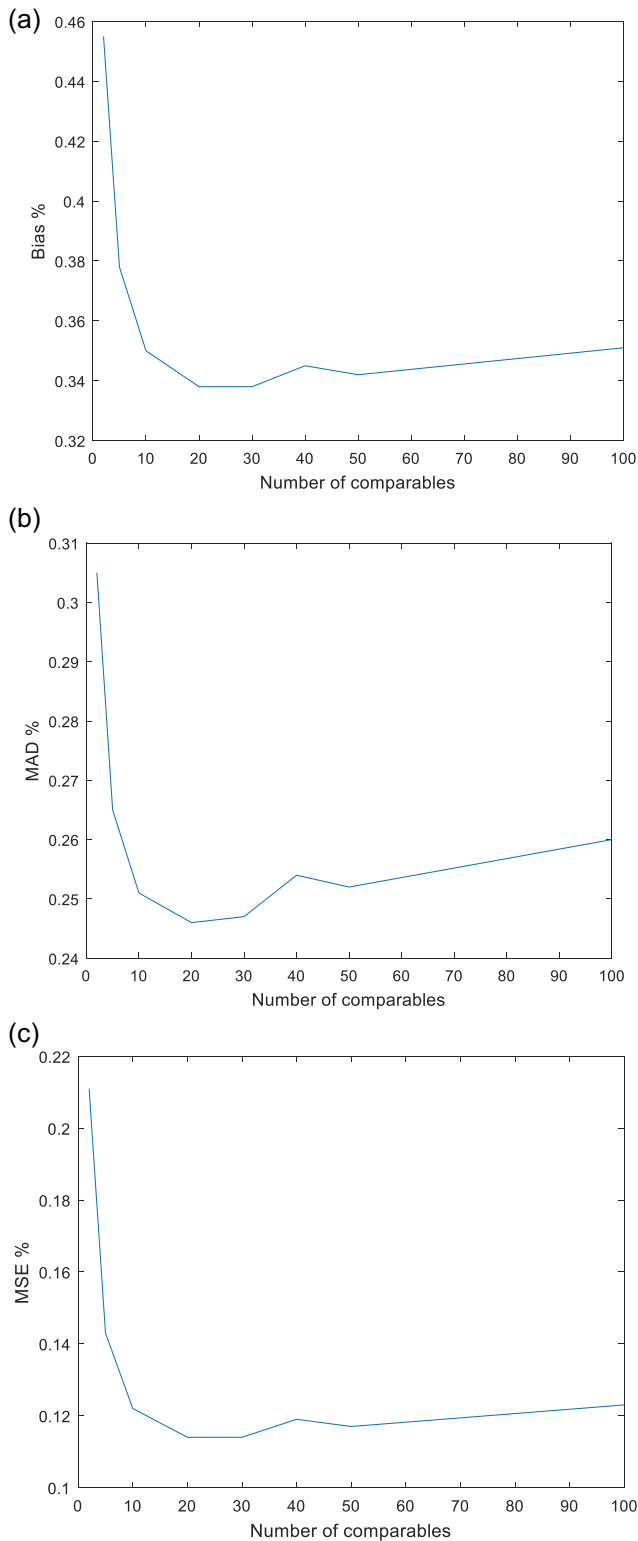 (a)
0.46
0.44
0.42
0.4
0.38
0.36
0.34
0.32
Bias %
0 10 20 30 40 50 60 70 80 90 100
Number of comparables
(b)
0.31
0.3
0.29
0.28
0.27
0.26
0.25
0.24
MAD %
0 10 20 30 40 50 60 70 80 90 100
Number of comparables
(c)
0.22
0.2
0.18
0.16
0.14
0.12
0.1
MSE %
0 10 20 30 40 50 60 70 80 90 100
Number of comparables